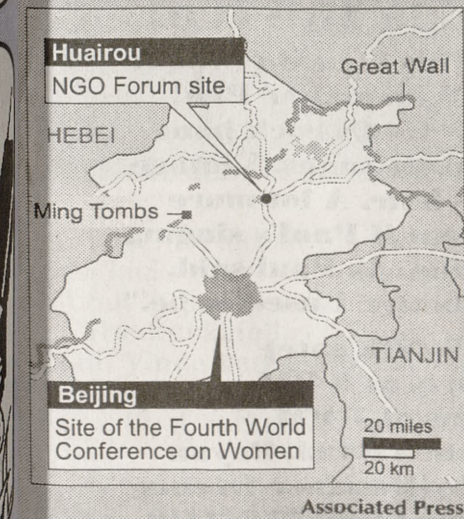 Huairou
NGO Forum site
Great Wall
HEBEI
Ming Tombs
TIANJIN
Beijing
Site of the Fourth World
Conference on Women
20 miles
20 km
Associated Press